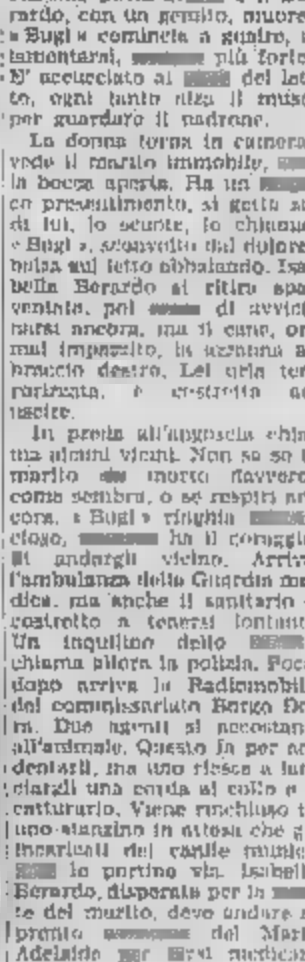 rardo, con un gemito, muore
« Bugi » comincia a guaire,
lamentarsi, più forte
E' accucciato ai del let
to, ogni tanto alza il muso
per guardare il padrone.
La donna torna in camera
vede il marito immobile,
la bocca aperta. Ha un
co presentimento, si getta su
di lui, lo scuote, lo chiama
« Bugi », sconvolto dal dolore
balza sul letto abbaiando. Isa
bella Berardo si ritira spa
ventata, poi di avvici
narsi ancora, ma il cane, or
mai impazzito, la azzanna a
braccio destro. Lei urla ter
rorizzata, è costretta ad
uscire.
In preda all'angoscia chia
ma alcuni vicini. Non sa se i
marito morto davvero
come sembra, o se respiri an
cora. « Bugi » ringhia
ha il coraggio
di andargli vicino. Arriva
l'ambulanza della Guardia me
dica, ma anche il sanitario
costretto a tenersi lontano
Un inquilino dello
chiama allora la polizia. Poco
dopo arriva la Radiomobile
del commissariato Borgo Do
ra. Due agenti si accostano
all'animale. Questo fa per ad
dentarli, ma uno riesce a lan
ciargli una corda al collo e
catturarlo. Viene rinchiuso
uno stanzino in attesa che g
incaricati del canile munic
lo portino via. Isabella
Berardo, disperata per la
te del marito, deve andare
pronto del Mari
Adelaide per medicar